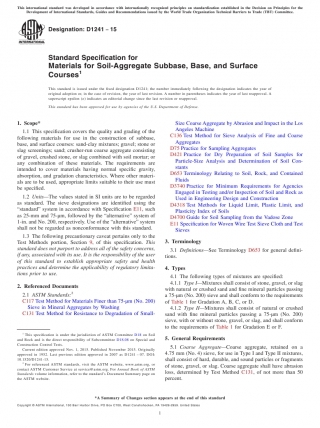 This international standard was developed in accordance with internationally recognized principles on standardization established in the Decision on Principles for the
Development of International Standards, Guides and Recommendations issued by the World Trade Organization Technical Barriers to Trade (TBT) Committee.
Designation: D1241 − 15
Standard Specification for
Materials for Soil-Aggregate Subbase, Base, and Surface
Courses1
This standard is issued under the fixed designation D1241; the number immediately following the designation indicates the year of
original adoption or, in the case of revision, the year of last revision. A number in parentheses indicates the year of last reapproval. A
superscript epsilon (ε) indicates an editorial change since the last revision or reapproval.
This standard has been approved for use by agencies of the U.S. Department of Defense.
1. Scope*
1.1 This specification covers the quality and grading of the
following materials for use in the construction of subbase,
base, and surface courses: sand-clay mixtures; gravel; stone or
slag screenings; sand; crusher-run coarse aggregate consisting
of gravel, crushed stone, or slag combined with soil mortar; or
any combination of these materials. The requirements are
intended to cover materials having normal specific gravity,
absorption, and gradation characteristics. Where other materi-
als are to be used, appropriate limits suitable to their use must
be specified.
1.2 Units—The values stated in SI units are to be regarded
as standard. The sieve designations are identified using the
“standard” system in accordance with Specification E11, such
as 25-mm and 75-µm, followed by the “alternative” system of
1-in. and No. 200, respectively. Use of the “alternative” system
shall not be regarded as nonconformance with this standard.
1.3 The following precautionary caveat pertains only to the
Test Methods portion, Section 9, of this specification. This
standard does not purport to address all of the safety concerns,
if any, associated with its use. It is the responsibility of the user
of this standard to establish appropriate safety and health
practices and determine the applicability of regulatory limita-
tions prior to use.
2. Referenced Documents
2.1 ASTM Standards:2
C117 Test Method for Materials Finer than 75-µm (No. 200)
Sieve in Mineral Aggregates by Washing
C131 Test Method for Resistance to Degradation of Small-
1 This specification is under the jurisdiction of ASTM Committee D18 on Soil
and Rock and is the direct responsibility of Subcommittee D18.08 on Special and
Construction Control Tests.
Current edition approved Nov. 1, 2015. Published November 2015. Originally
approved in 1952. Last previous edition approved in 2007 as D1241 – 07. DOI:
10.1520/D1241-15.
2 For referenced ASTM standards, visit the ASTM website, www.astm.org, or
contact ASTM Customer Service at service@astm.org. For Annual Book of ASTM
Standards volume information, refer to the standard’s Document Summary page on
the ASTM website.
Size Coarse Aggregate by Abrasion and Impact in the Los
Angeles Machine
C136 Test Method for Sieve Analysis of Fine and Coarse
Aggregates
D75 Practice for Sampling Aggregates
D421 Practice for Dry Preparation of Soil Samples for
Particle-Size Analysis and Determination of Soil Con-
stants
D653 Terminology Relating to Soil, Rock, and Contained
Fluids
D3740 Practice for Minimum Requirements for Agencies
Engaged in Testing and/or Inspection of Soil and Rock as
Used in Engineering Design and Construction
D4318 Test Methods for Liquid Limit, Plastic Limit, and
Plasticity Index of Soils
D4700 Guide for Soil Sampling from the Vadose Zone
E11 Specification for Woven Wire Test Sieve Cloth and Test
Sieves
3. Terminology
3.1 Definitions—See Terminology D653 for general defini-
tions.
4. Types
4.1 The following types of mixtures are specified:
4.1.1 Type I—Mixtures shall consist of stone, gravel, or slag
with natural or crushed sand and fine mineral particles passing
a 75-µm (No. 200) sieve and shall conform to the requirements
of Table 1 for Gradation A, B, C, or D.
4.1.2 Type II—Mixtures shall consist of natural or crushed
sand with fine mineral particles passing a 75-µm (No. 200)
sieve, with or without stone, gravel, or slag, and shall conform
to the requirements of Table 1 for Gradation E or F.
5. General Requirements
5.1 Coarse Aggregate—Coarse aggregate, retained on a
4.75 mm (No. 4) sieve, for use in Type I and Type II mixtures,
shall consist of hard, durable, and sound particles or fragments
of stone, gravel, or slag. Coarse aggregate shall have abrasion
loss, determined by Test Method C131, of not more than 50
percent.
*A Summary of Changes section appears at the end of this standard
Copyright © ASTM International, 100 Barr Harbor Drive, PO Box C700, West Conshohocken, PA 19428-2959. United States
1